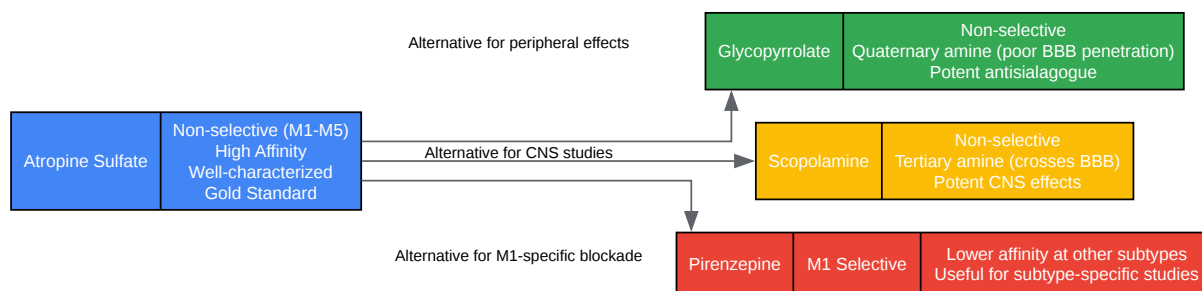 Alternative for peripheral effects
Glycopyrrolate
Non-selective
Quaternary amine (poor BBB penetration)
Potent antisialagogue
Atropine Sulfate
Non-selective (M1-M5)
High Affinity
Well-characterized
Gold Standard
Alternative for CNS studies
Scopolamine
Non-selective
Tertiary amine (crosses BBB)
Potent CNS effects
Alternative for M1-specific blockade
Pirenzepine
M1 Selective
Lower affinity at other subtypes
Useful for subtype-specific studies